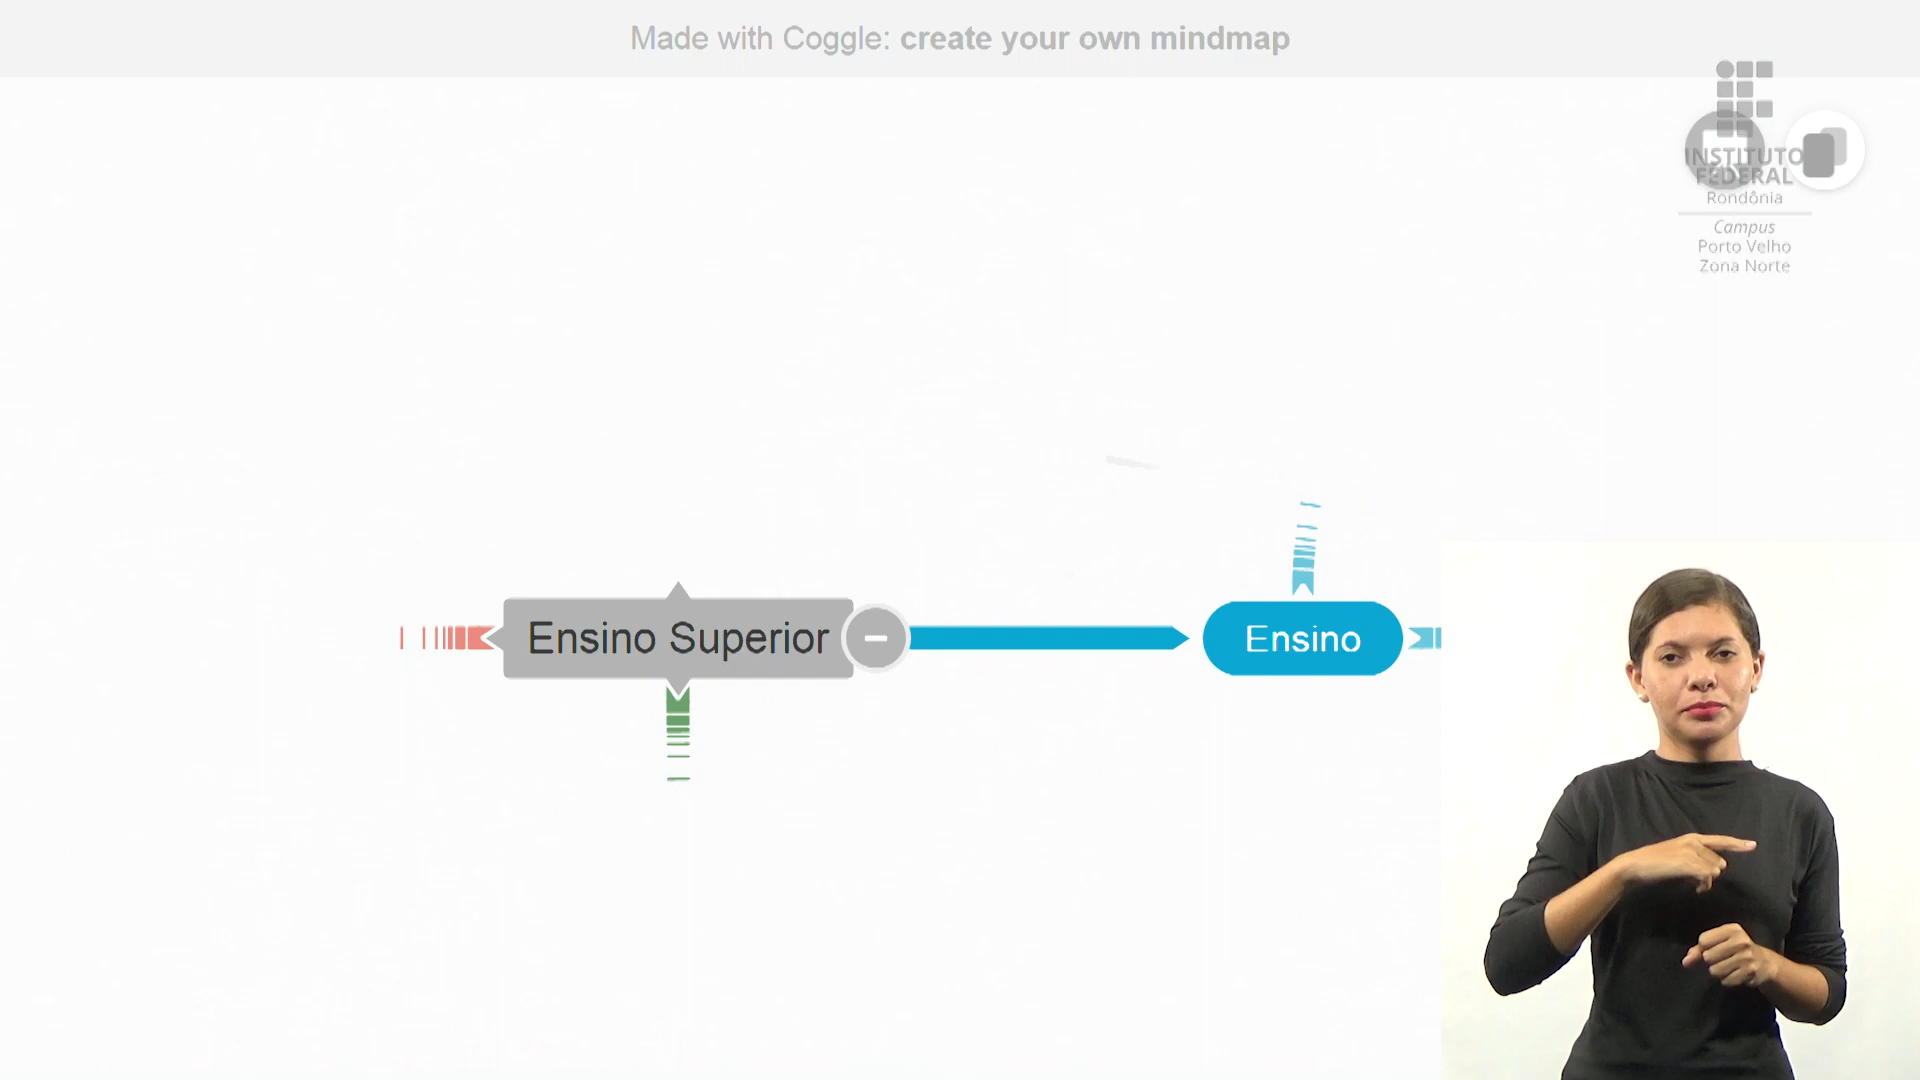 Made with Coggle: create your own mindmap
INSTITUTO
FEDERAL
Rondônia
Campus
Porto Velho
Zona Norte
Ensino Superior
Ensino